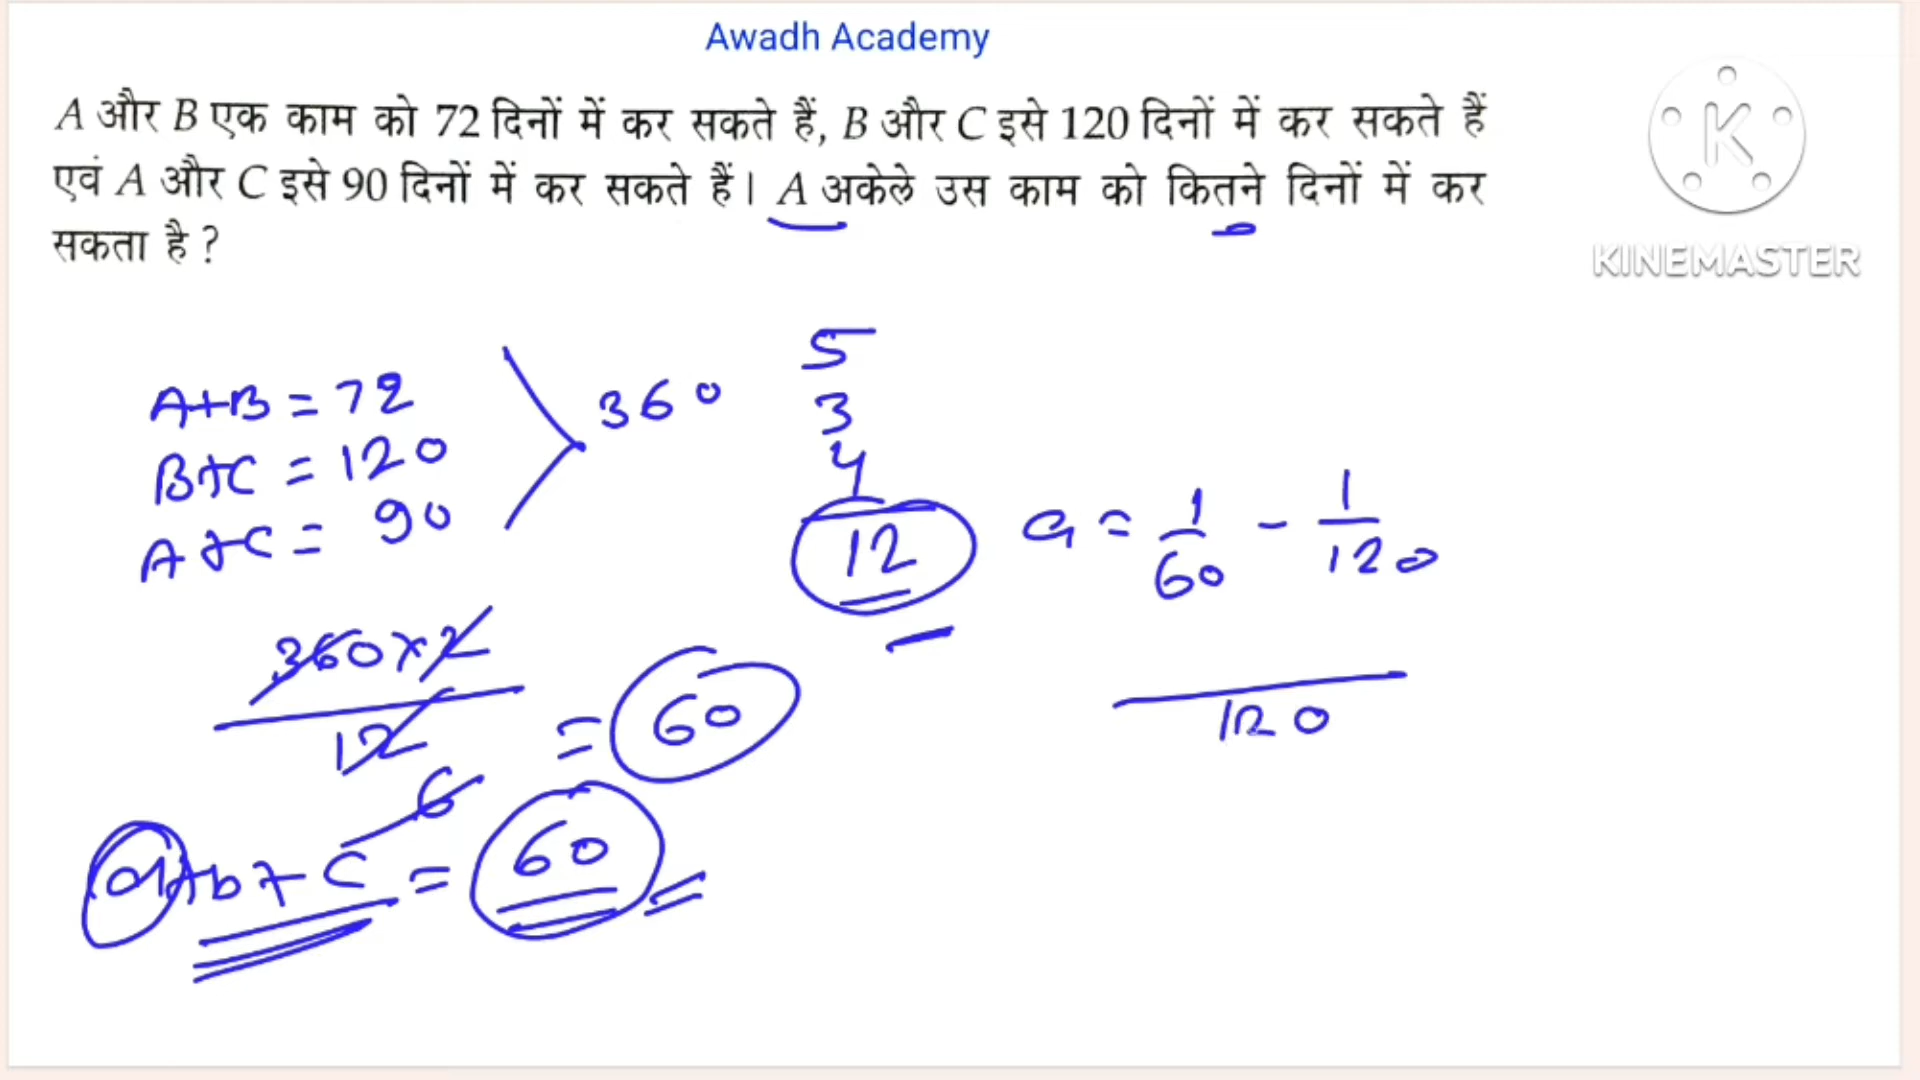 Awadh Academy
A और B एक काम को 72 दिनों में कर सकते हैं, B और C इसे 120 दिनों में कर सकते हैं
एवं A और C इसे 90 दिनों में कर सकते हैं। A अकेले उस काम को कितने दिनों में कर
सकता है ?
KINEMASTER
A+B = 72
B+C = 120
A+C = 90
360
5
3
4
12
360×2
12
6
= 60
a+b+C = 60 =
a = 1/60 - 1/120
120